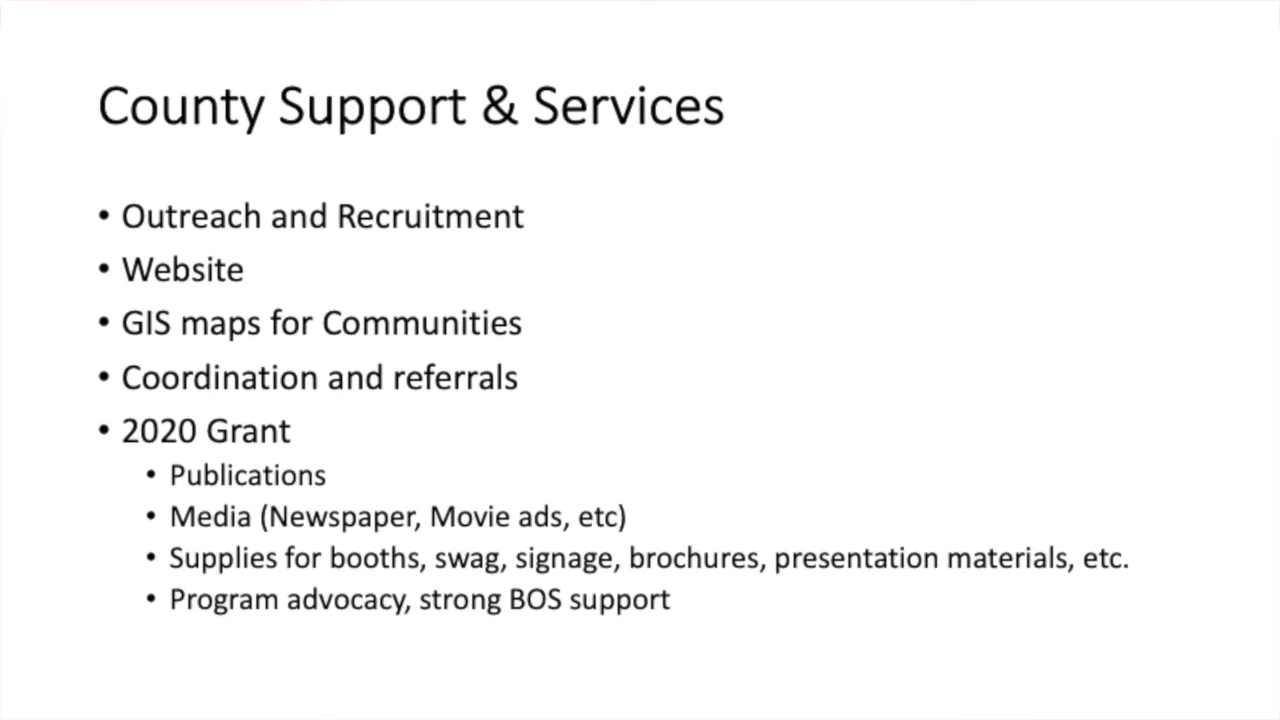 County Support & Services
• Outreach and Recruitment
• Website
• GIS maps for Communities
• Coordination and referrals
• 2020 Grant
• Publications
• Media (Newspaper, Movie ads, etc)
• Supplies for booths, swag, signage, brochures, presentation materials, etc.
• Program advocacy, strong BOS support